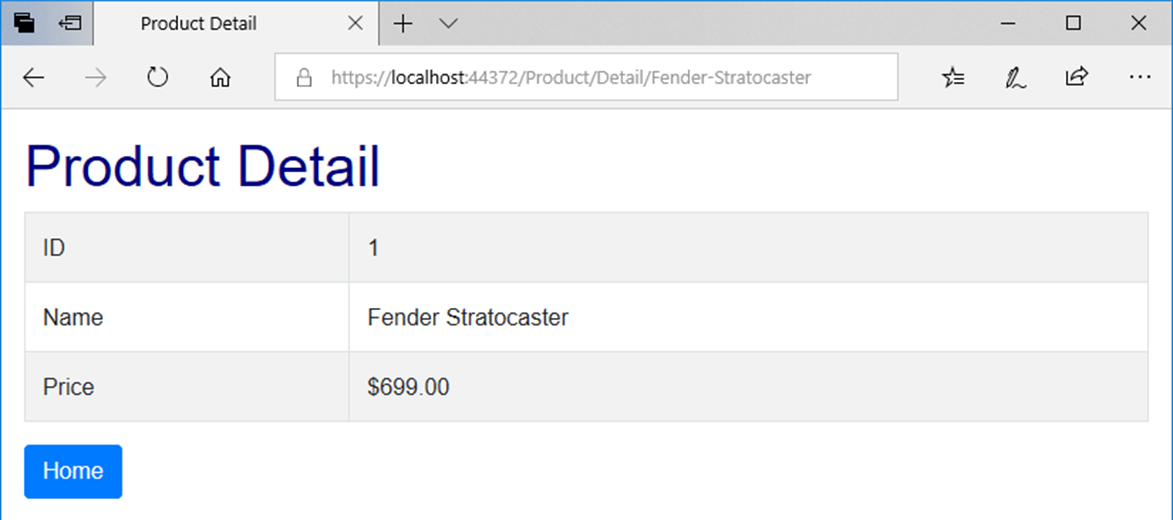 Product Detail
https://localhost:44372/Product/Detail/Fender-Stratocaster
Product Detail
ID 1
Name Fender Stratocaster
Price $699.00
Home